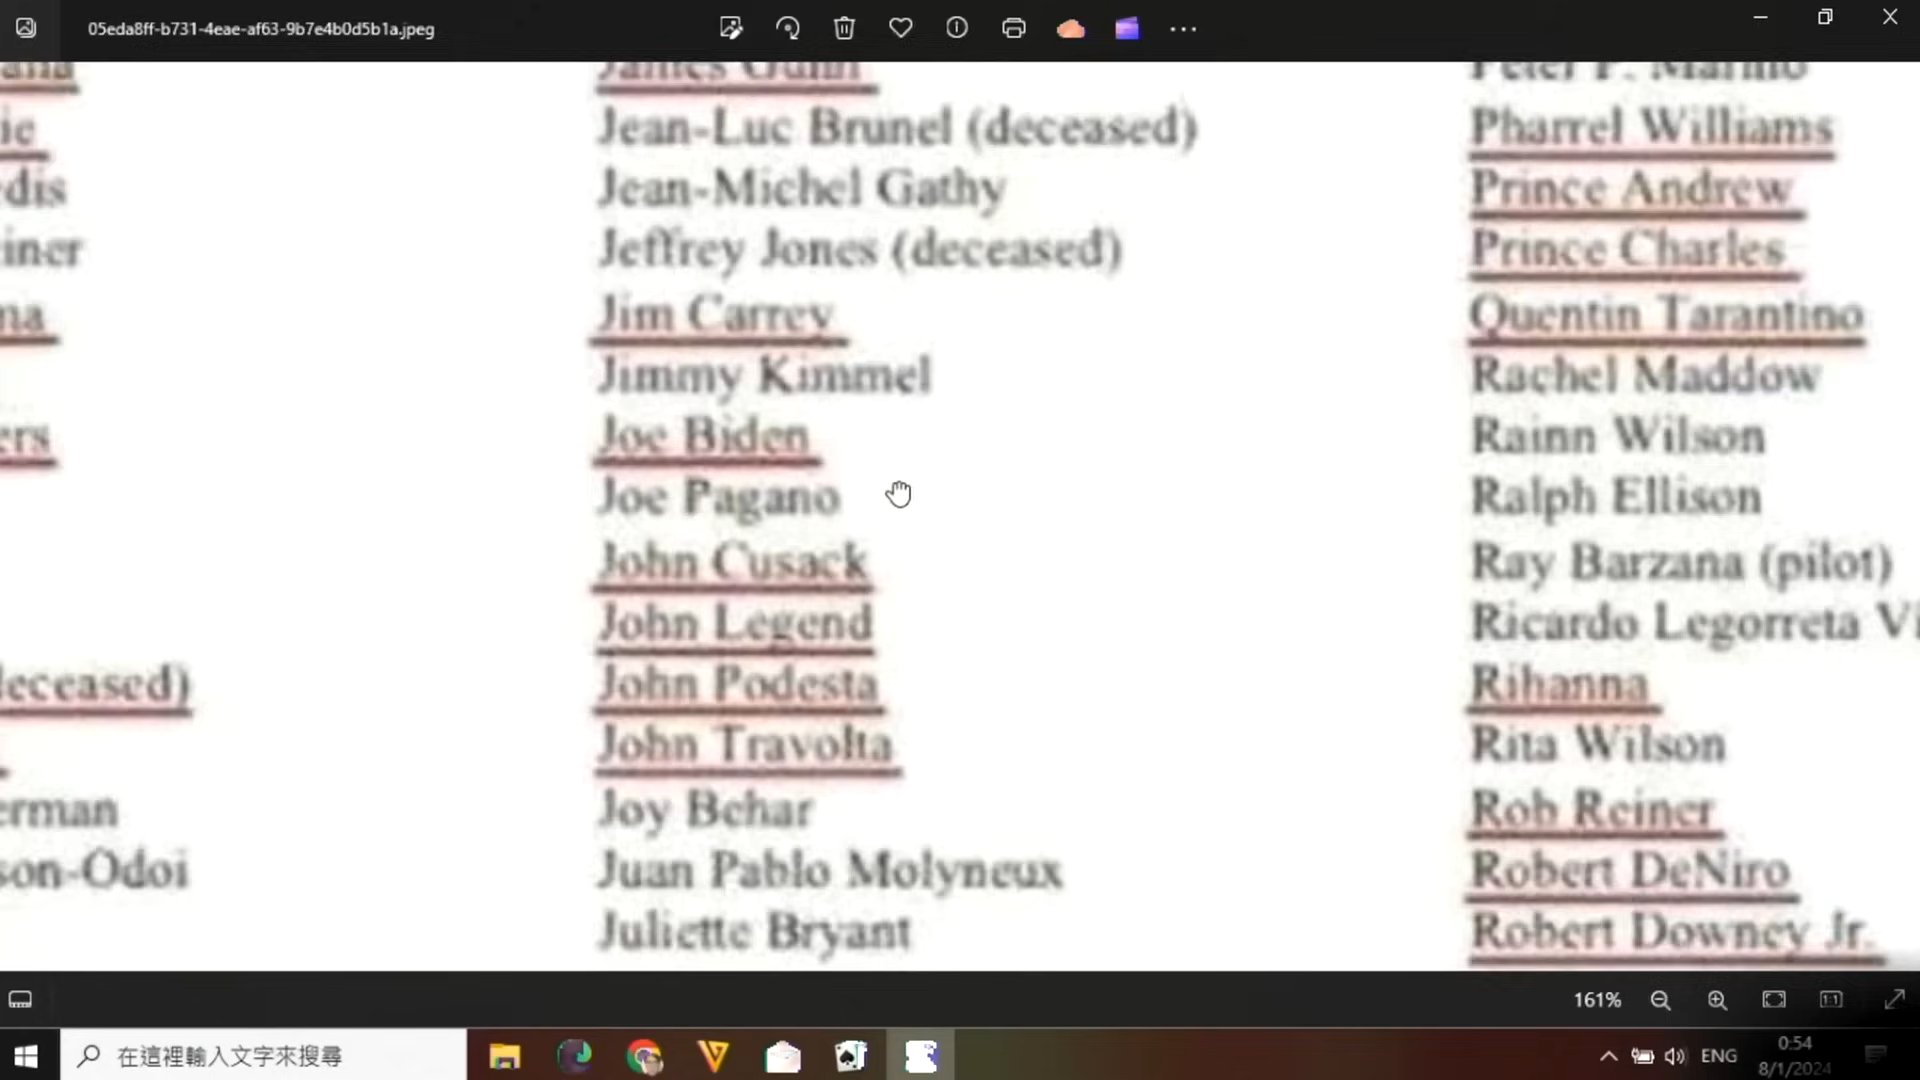 05eda8ff-b731-4eae-af63-9b7e4b0d5b1a.jpeg
James Gunn
Jean-Luc Brunel (deceased)
Jean-Michel Gathy
Jeffrey Jones (deceased)
Jim Carrey
Jimmy Kimmel
Joe Biden
Joe Pagano
John Cusack
John Legend
John Podesta
John Travolta
Joy Behar
Juan Pablo Molyneux
Juliette Bryant
Pharrel Williams
Prince Andrew
Prince Charles
Quentin Tarantino
Rachel Maddow
Rainn Wilson
Ralph Ellison
Ray Barzana (pilot)
Ricardo Legorreta Vi
Rihanna
Rita Wilson
Rob Reiner
Robert DeNiro
Robert Downey Jr.
ie
dis
iner
na
ers
leceased)
erman
son-Odoi
161%
在這裡輸入文字來搜尋
ENG
0:54
8/1/2024